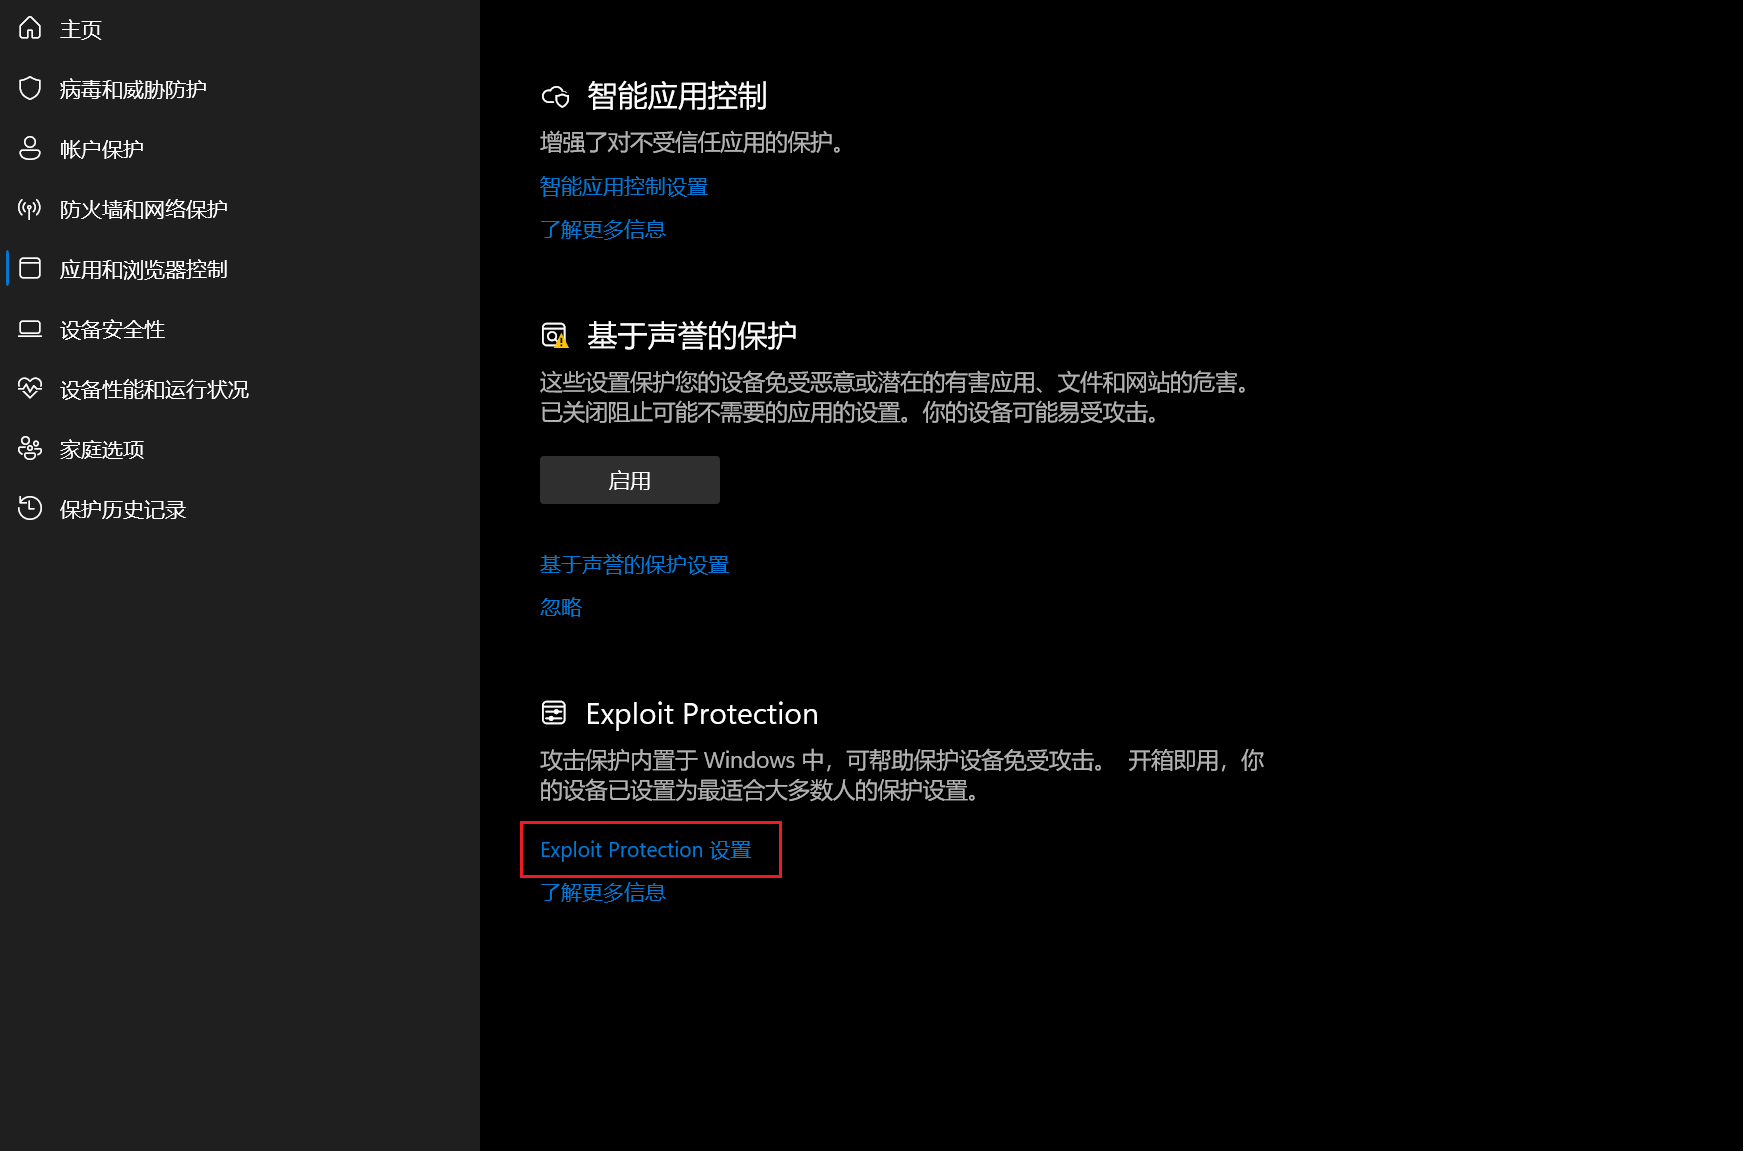 主页
病毒和威胁防护
帐户保护
防火墙和网络保护
应用和浏览器控制
设备安全性
设备性能和运行状况
家庭选项
保护历史记录
智能应用控制
增强了对不受信任应用的保护。
智能应用控制设置
了解更多信息
基于声誉的保护
这些设置保护您的设备免受恶意或潜在的有害应用、文件和网站的危害。
已关闭阻止可能不需要的应用的设置。你的设备可能易受攻击。
启用
基于声誉的保护设置
忽略
Exploit Protection
攻击保护内置于 Windows 中，可帮助保护设备免受攻击。 开箱即用，你
的设备已设置为最适合大多数人的保护设置。
Exploit Protection 设置
了解更多信息